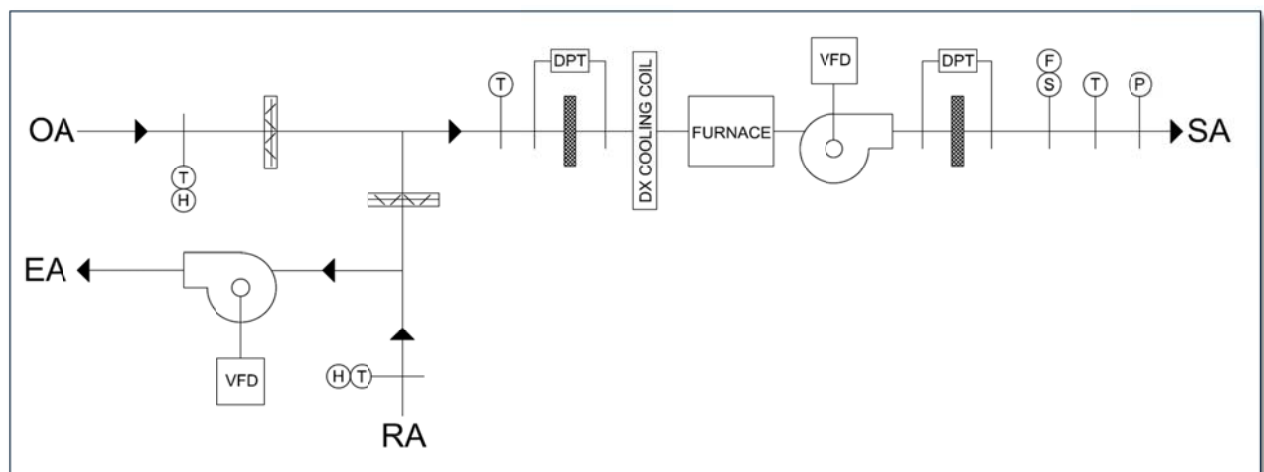 OA
T
H
T
DPT
DX COOLING COIL
FURNACE
VFD
DPT
F
S
T
P
SA
EA
VFD
H T
RA